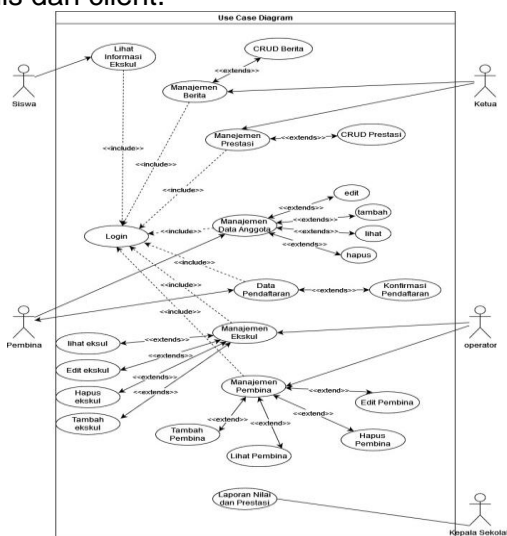 Use Case Diagram
Lihat
Informasi
Ekskul
CRUD Berita
<<extends>>
Siswa
Manajemen
Berita
Ketua
Manejemen
Prestasi
<<extends>>
CRUD Prestasi
<<include>>
<<include>>
<<include>>
edit
<<extends>>
tambah
<<extends>>
Manajemen
Data Anggota
<<extends>>
lihat
<<extends>>
hapus
<<include>>
Login
<<include>>
Data
Pendaftaran
<<extends>>
Konfirmasi
Pendaftaran
<<include>>
<<include>>
Pembina
Manajemen
Ekskul
operator
lihat eksul
<<extends>>
Edit ekskul
<<extends>>
Hapus
ekskul
<<extends>>
Tambah
ekskul
<<extends>>
Manajemen
Pembina
<<extend>>
Edit Pembina
<<extend>>
<<extend>>
<<extend>>
Tambah
Pembina
Hapus
Pembina
Lihat Pembina
Laporan Nilai
dan Prestasi
Kepala Sekolah